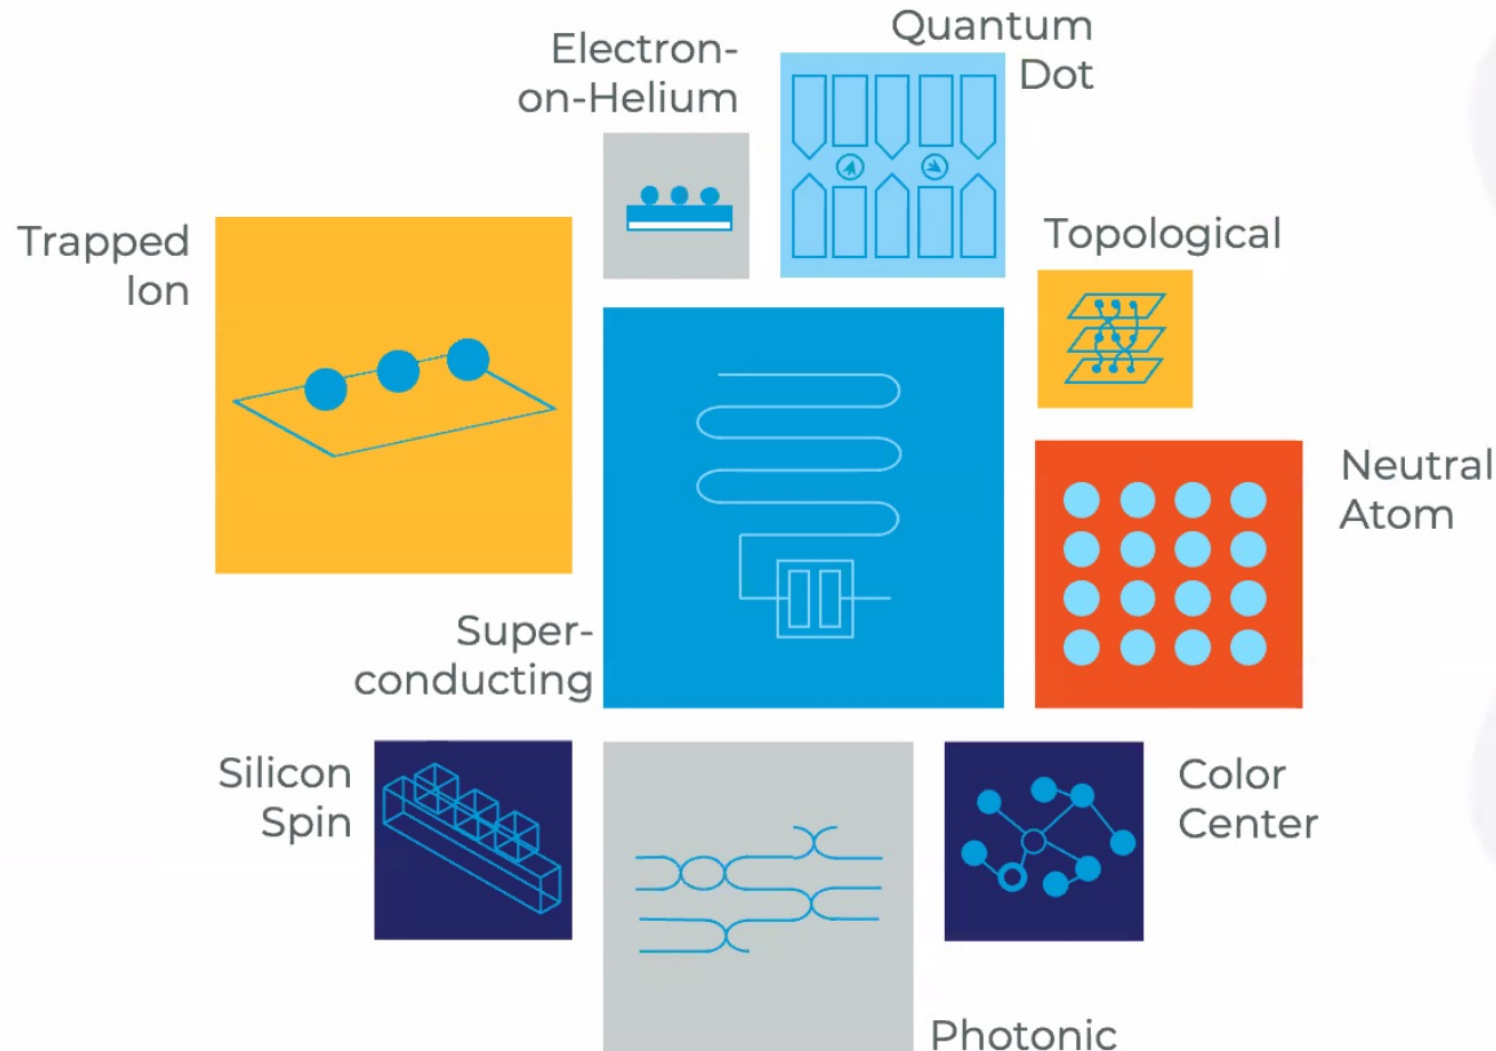 Electron-
on-Helium
Quantum
Dot
Trapped
Ion
Topological
Neutral
Atom
Super-
conducting
Silicon
Spin
Color
Center
Photonic